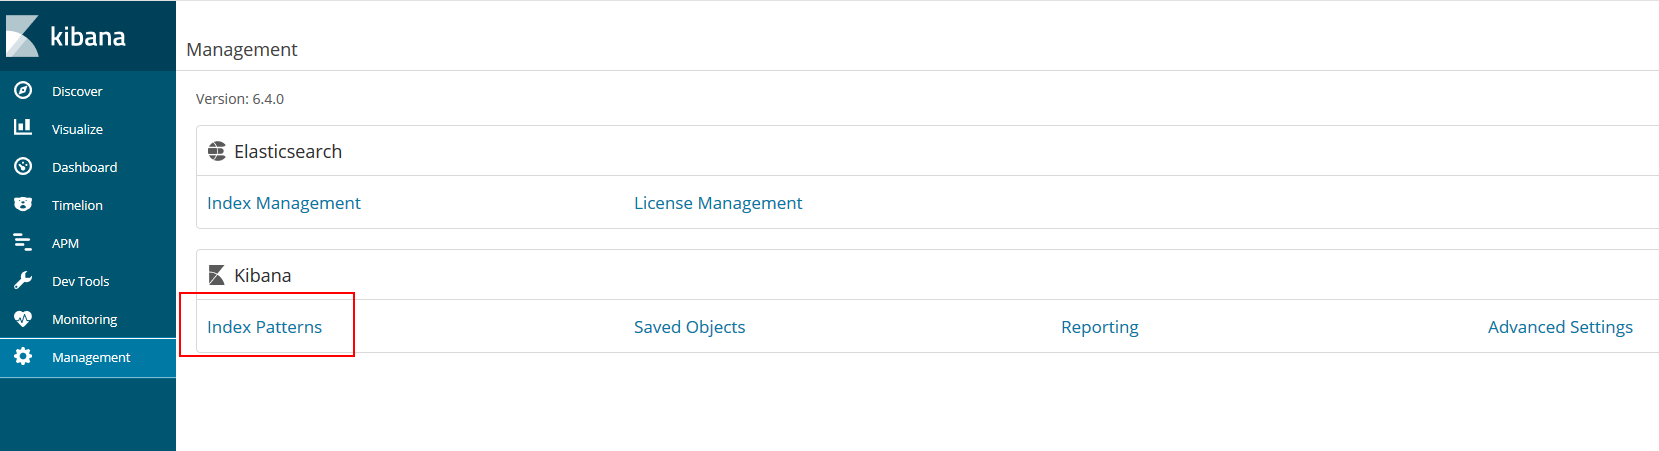 kibana
Management
Discover
Version: 6.4.0
Visualize
Elasticsearch
Dashboard
Timelion
Index Management License Management
APM
Kibana
Dev Tools
Monitoring
Index Patterns Saved Objects Reporting Advanced Settings
Management